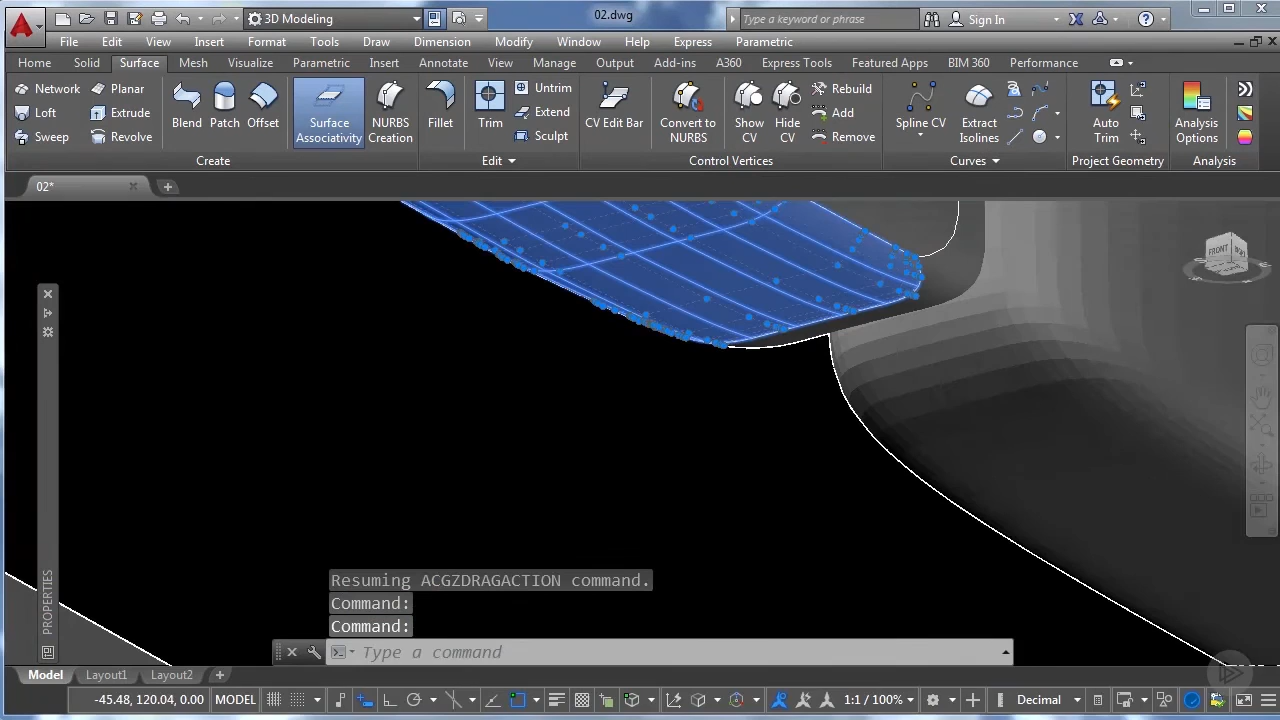 3D Modeling
02.dwg
Type a keyword or phrase
Sign In
File Edit View Insert Format Tools Draw Dimension Modify Window Help Express Parametric
Home Solid Surface Mesh Visualize Parametric Insert Annotate View Manage Output Add-ins A360 Express Tools Featured Apps BIM 360 Performance
Network Planar
Loft Extrude
Sweep Revolve
Blend Patch Offset
Surface
Associativity
NURBS
Creation
Fillet
Trim
Untrim
Extend
Sculpt
CV Edit Bar
Convert to
NURBS
Show
CV
Hide
CV
Rebuild
Add
Remove
Spline CV
Extract
Isolines
Auto
Trim
Analysis
Options
Create Edit Control Vertices Curves Project Geometry Analysis
02*
FRONT
Resuming ACGZDRAGACTION command.
Command:
Command:
PROPERTIES
Type a command
Model Layout1 Layout2
-45.48, 120.04, 0.00 MODEL 1:1 / 100% Decimal